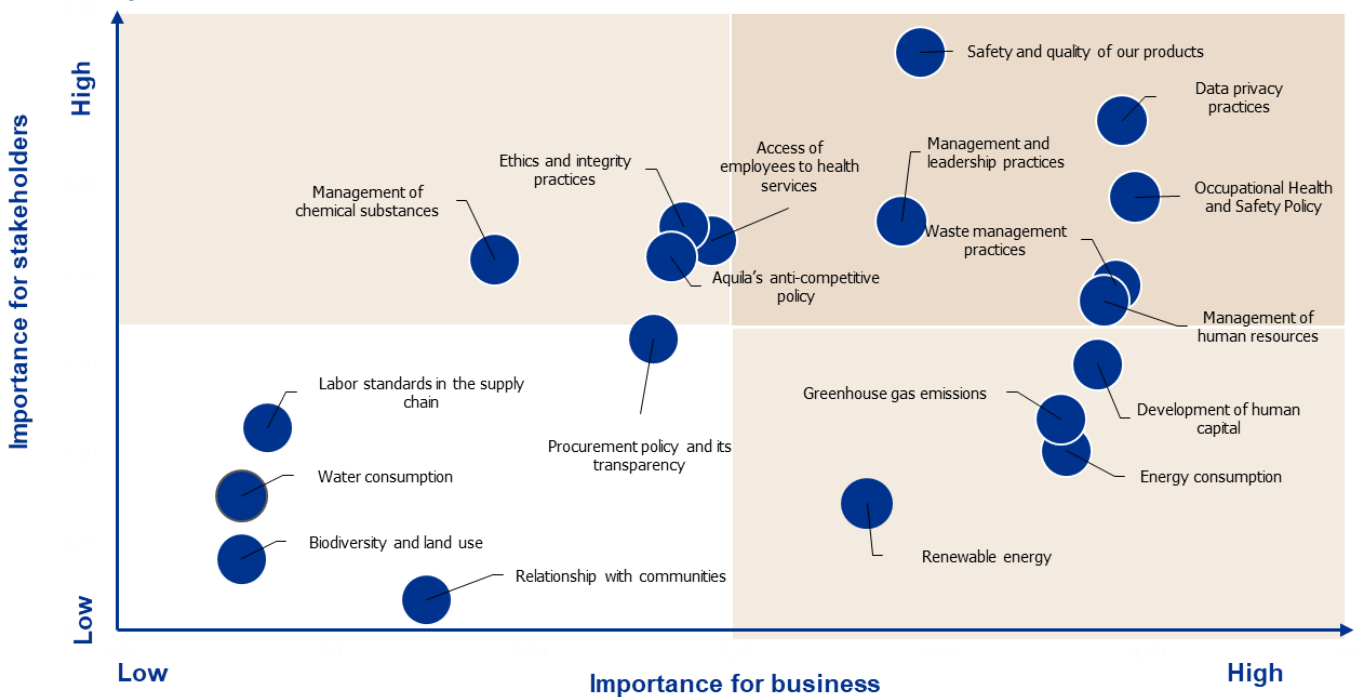 High
Safety and quality of our products
Data privacy
practices
Access of
employees to health
services
Management and
leadership practices
Ethics and integrity
practices
Management of
chemical substances
Occupational Health
and Safety Policy
Waste management
practices
Aquila's anti-competitive
policy
Management of
human resources
Importance for stakeholders
Labor standards in the supply
chain
Greenhouse gas emissions
Development of human
capital
Procurement policy and its
transparency
Water consumption
Energy consumption
Biodiversity and land use
Renewable energy
Relationship with communities
Low
Low
Importance for business
High